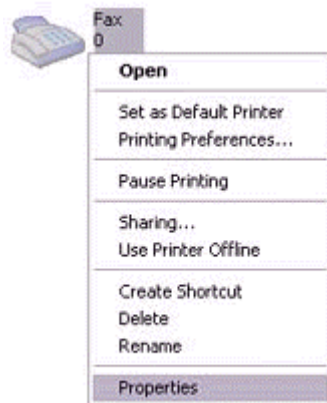 Fax
0
Open
Set as Default Printer
Printing Preferences...
Pause Printing
Sharing...
Use Printer Offline
Create Shortcut
Delete
Rename
Properties